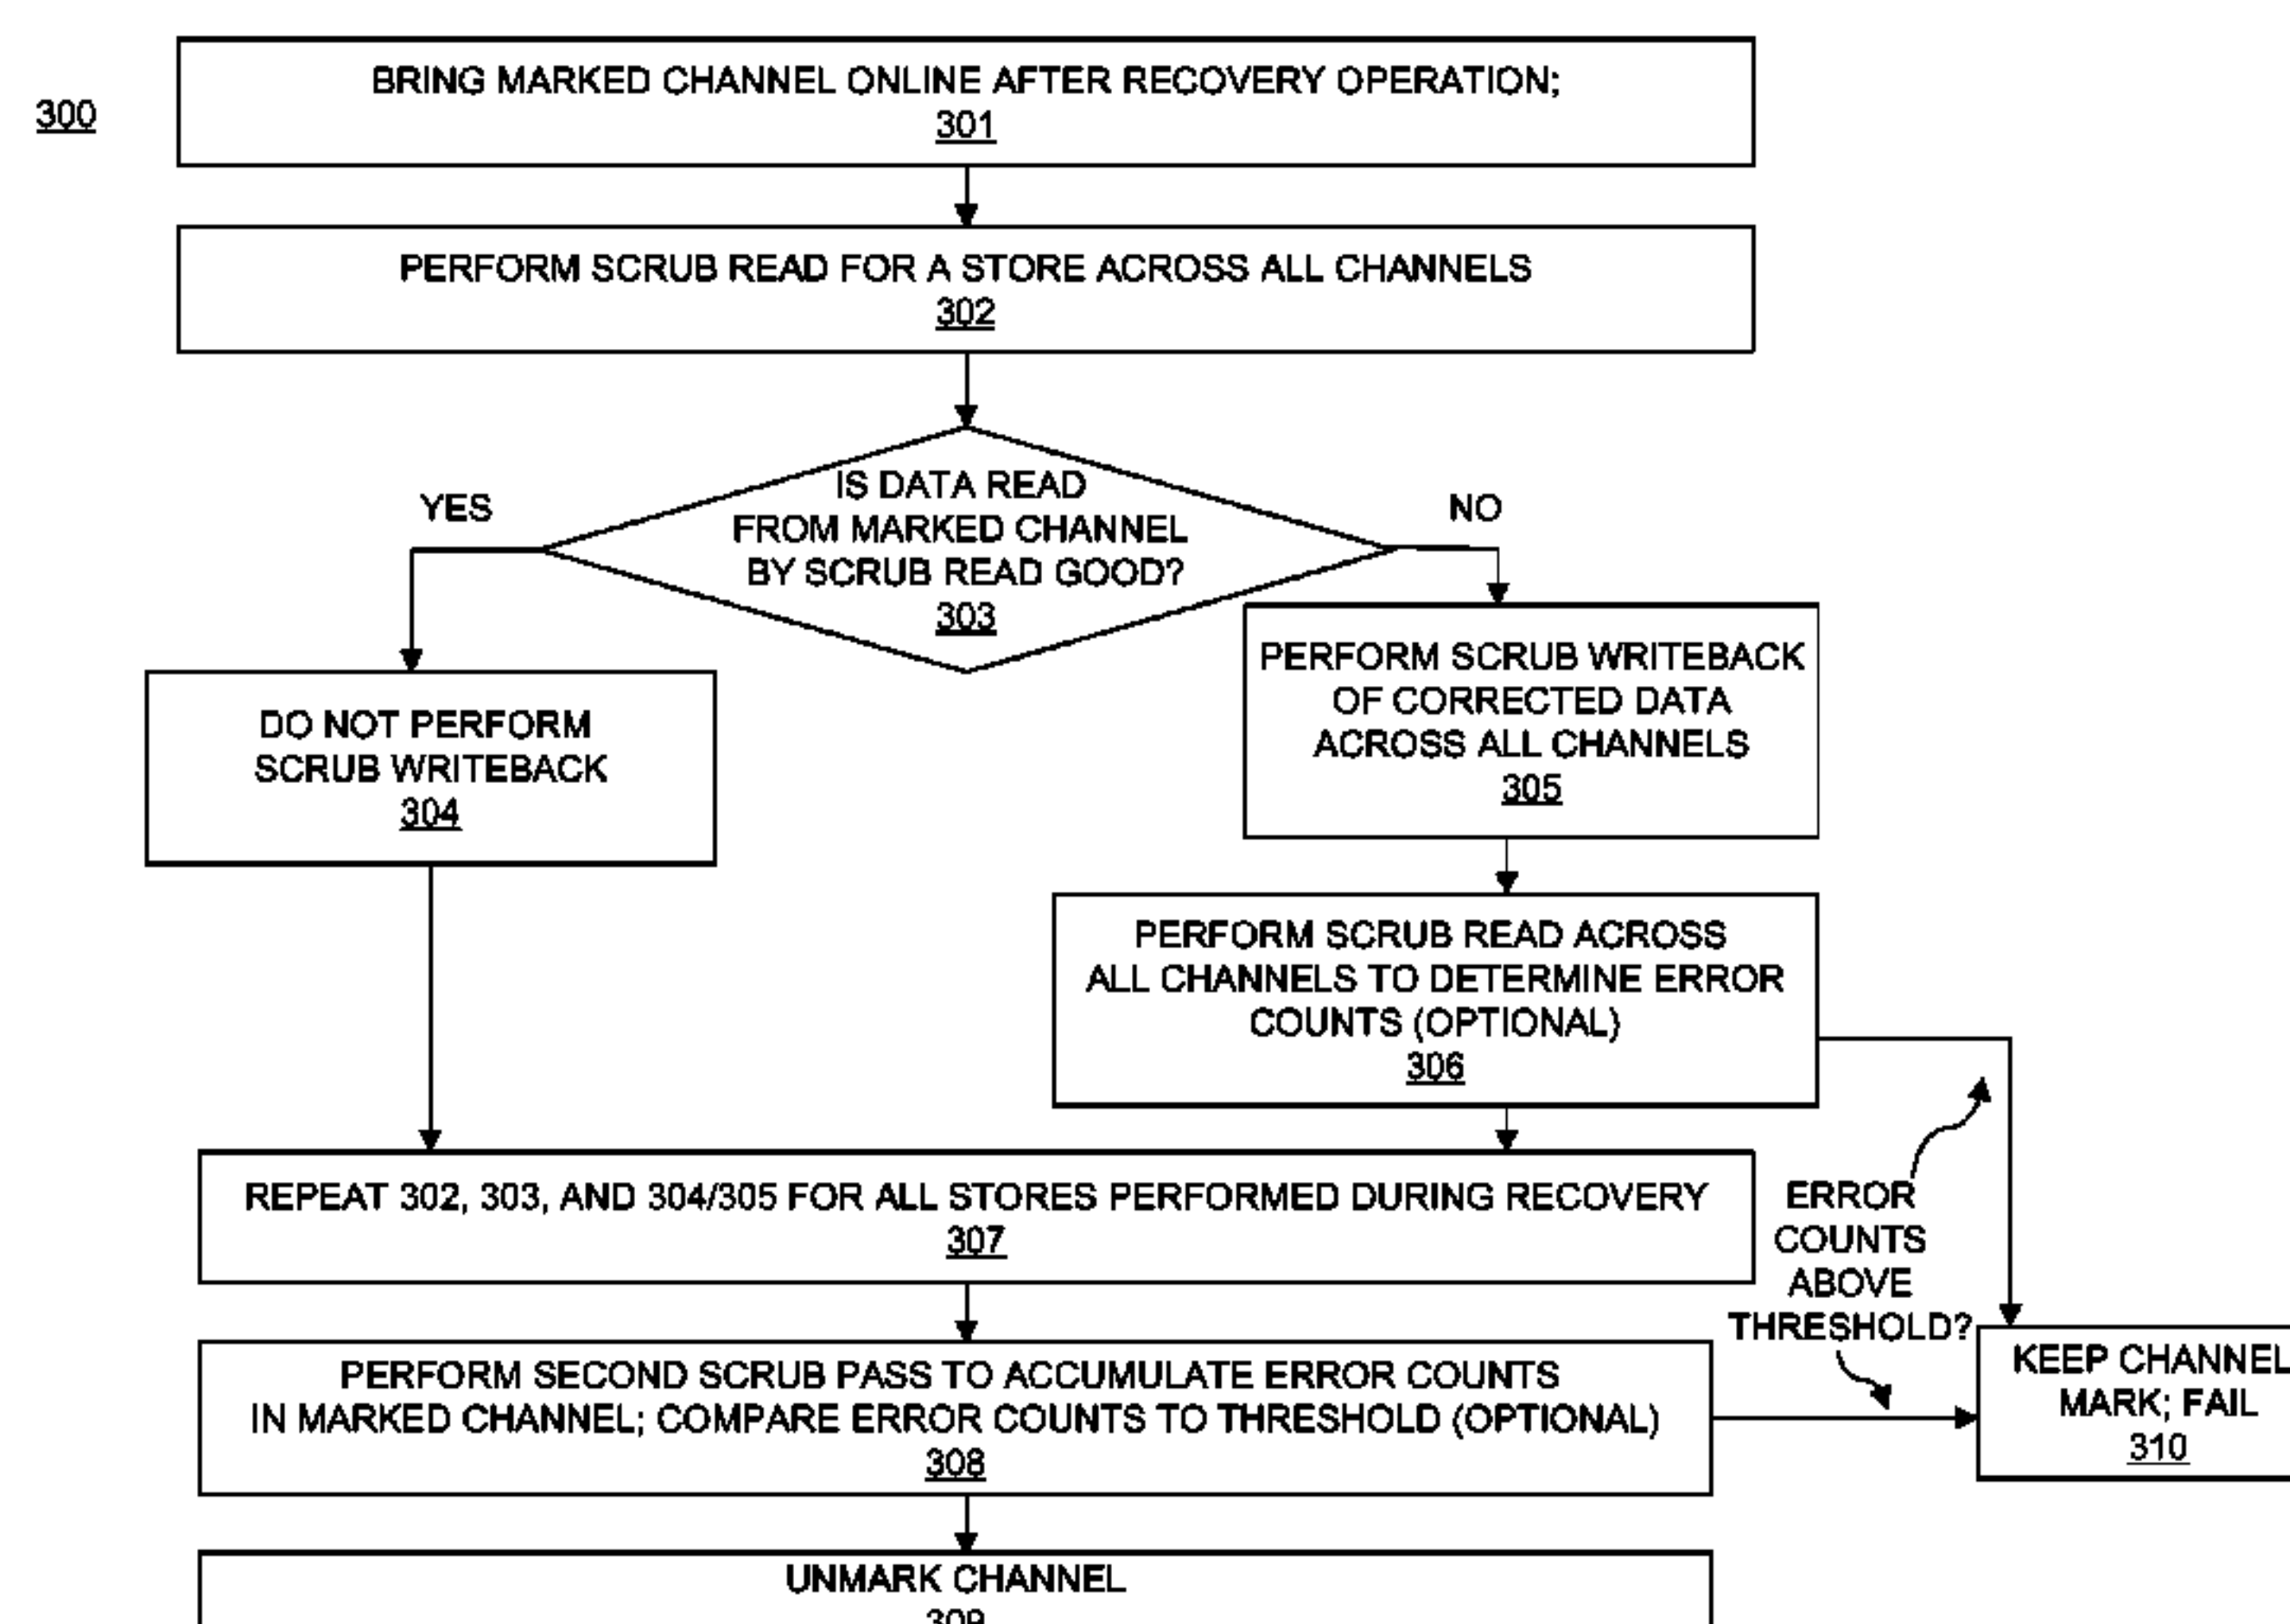 300
BRING MARKED CHANNEL ONLINE AFTER RECOVERY OPERATION;
301
PERFORM SCRUB READ FOR A STORE ACROSS ALL CHANNELS
302
IS DATA READ
FROM MARKED CHANNEL
BY SCRUB READ GOOD?
303
YES
NO
DO NOT PERFORM
SCRUB WRITEBACK
304
PERFORM SCRUB WRITEBACK
OF CORRECTED DATA
ACROSS ALL CHANNELS
305
PERFORM SCRUB READ ACROSS
ALL CHANNELS TO DETERMINE ERROR
COUNTS (OPTIONAL)
306
REPEAT 302, 303, AND 304/305 FOR ALL STORES PERFORMED DURING RECOVERY
307
ERROR
COUNTS
ABOVE
THRESHOLD?
PERFORM SECOND SCRUB PASS TO ACCUMULATE ERROR COUNTS
IN MARKED CHANNEL; COMPARE ERROR COUNTS TO THRESHOLD (OPTIONAL)
308
KEEP CHANNEL
MARK; FAIL
310
UNMARK CHANNEL
309